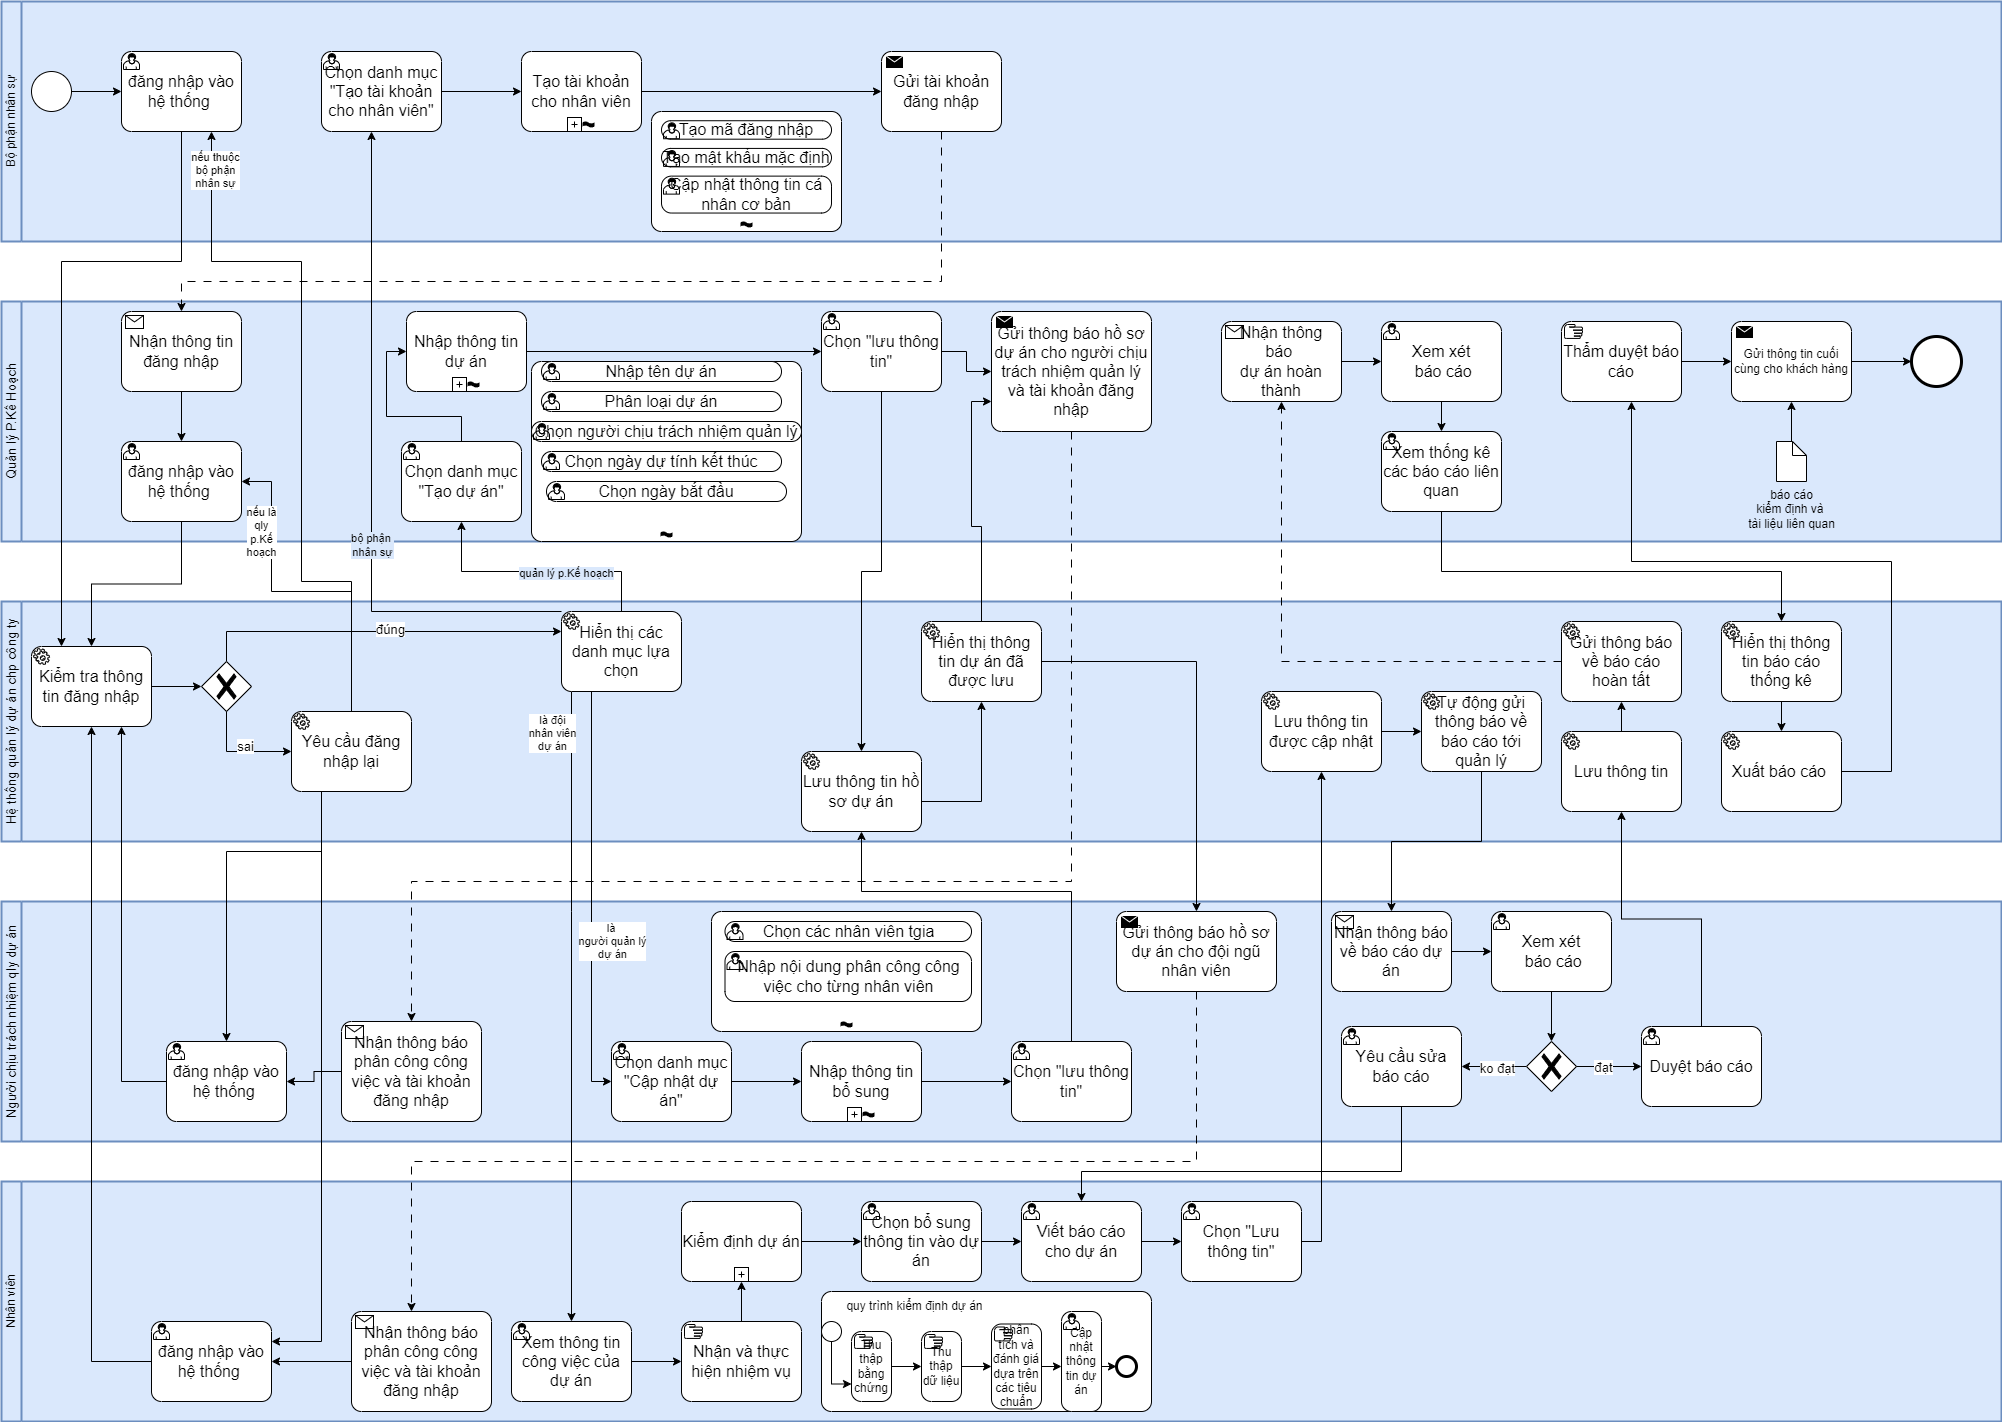 Bộ phận nhân sự
đăng nhập vào
hệ thống
Chọn danh mục
"Tạo tài khoản
cho nhân viên"
Tạo tài khoản
cho nhân viên
Gửi tài khoản
đăng nhập
nếu thuộc
bộ phận
nhân sự
Tạo mã đăng nhập
Tạo mật khẩu mặc định
Cập nhật thông tin cá
nhân cơ bản
Quản lý P.Kế Hoạch
Nhận thông tin
đăng nhập
đăng nhập vào
hệ thống
nếu là
qly
p.Kế
hoạch
bộ phận
nhân sự
Nhập thông tin
dự án
Chọn danh mục
"Tạo dự án"
quản lý p.Kế hoạch
Nhập tên dự án
Phân loại dự án
Chọn người chịu trách nhiệm quản lý
Chọn ngày dự tính kết thúc
Chọn ngày bắt đầu
Chọn "lưu thông
tin"
Gửi thông báo hồ sơ
dự án cho người chịu
trách nhiệm quản lý
và tài khoản đăng
nhập
Nhận thông
báo
dự án hoàn
thành
Xem xét
báo cáo
Xem thống kê
các báo cáo liên
quan
Thẩm duyệt báo
cáo
Gửi thông tin cuối
cùng cho khách hàng
báo cáo
kiểm định và
tài liệu liên quan
Hệ thống quản lý dự án chp công ty
Kiểm tra thông
tin đăng nhập
đúng
sai
Yêu cầu đăng
nhập lại
Hiển thị các
danh mục lựa
chọn
là đội
nhân viên
dự án
Lưu thông tin hồ
sơ dự án
Hiển thị thông
tin dự án đã
được lưu
Lưu thông tin
được cập nhật
Tự động gửi
thông báo về
báo cáo tới
quản lý
Gửi thông báo
về báo cáo
hoàn tất
Lưu thông tin
Hiển thị thông
tin báo cáo
thống kê
Xuất báo cáo
Người chịu trách nhiệm qly dự án
đăng nhập vào
hệ thống
Nhận thông báo
phân công công
việc và tài khoản
đăng nhập
là
người quản lý
dự án
Chọn danh mục
"Cập nhật dự
án"
Chọn các nhân viên tgia
Nhập nội dung phân công công
việc cho từng nhân viên
Nhập thông tin
bổ sung
Chọn "lưu thông
tin"
Gửi thông báo hồ sơ
dự án cho đội ngũ
nhân viên
Nhận thông báo
về báo cáo dự
án
Xem xét
báo cáo
Yêu cầu sửa
báo cáo
ko đạt
đạt
Duyệt báo cáo
Nhân viên
đăng nhập vào
hệ thống
Nhận thông báo
phân công công
việc và tài khoản
đăng nhập
Xem thông tin
công việc của
dự án
Nhận và thực
hiện nhiệm vụ
Kiểm định dự án
Chọn bổ sung
thông tin vào dự
án
Viết báo cáo
cho dự án
Chọn "Lưu
thông tin"
quy trình kiểm định dự án
Thu
thập
bằng
chứng
Thu
thập
dữ liệu
phân
tích và
đánh giá
dựa trên
các tiêu
chuẩn
Cập
nhật
thông
tin dự
án